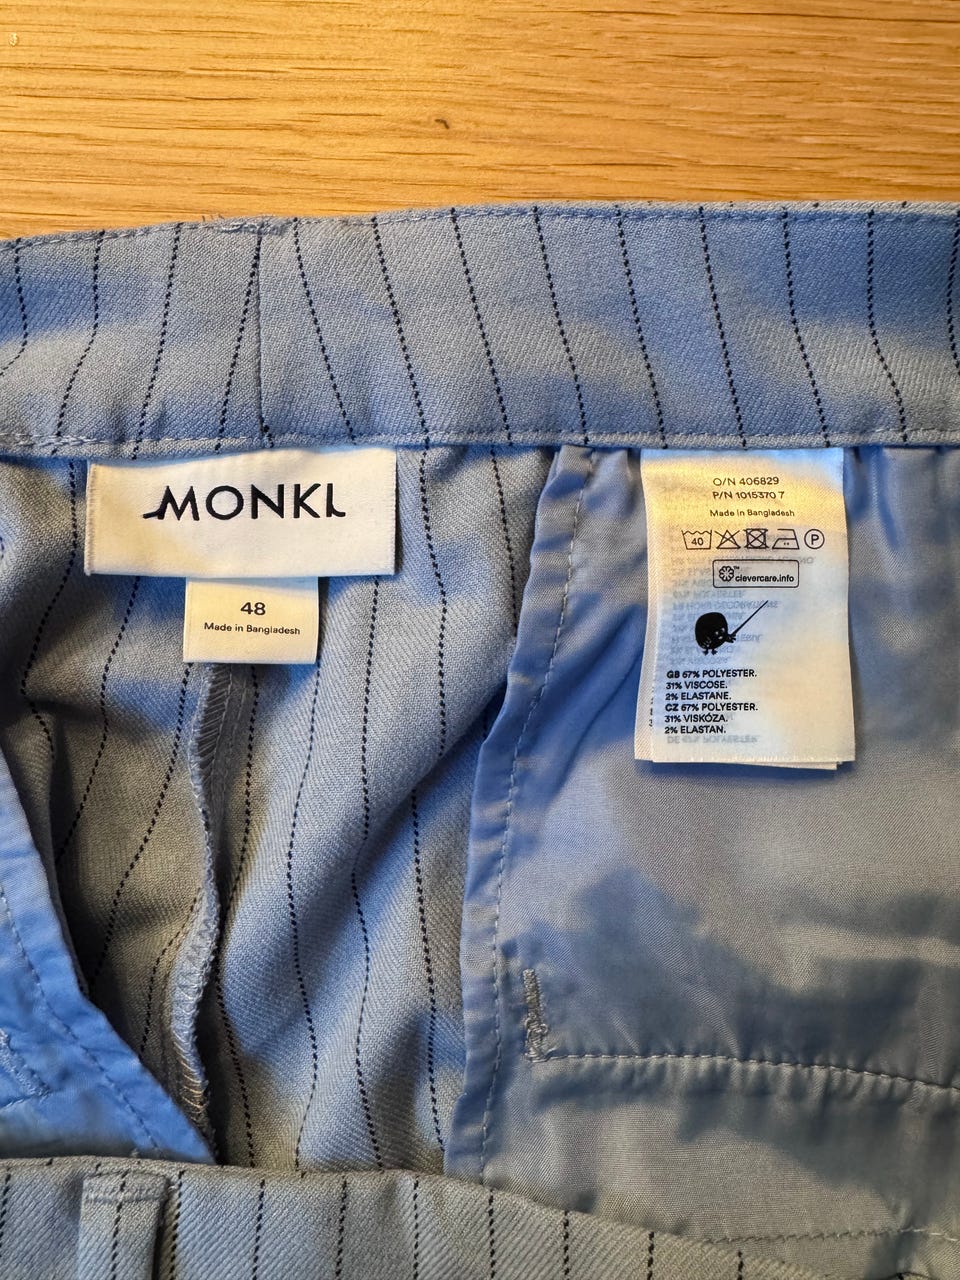 MONKI
48
Made in Bangladesh
O/N 406829
P/N 1015370 7
Made in Bangladesh
40
P
clevercare.info
GB 67% POLYESTER.
31% VISCOSE.
2% ELASTANE.
CZ 67% POLYESTER.
31% VISKÓZA.
2% ELASTAN.